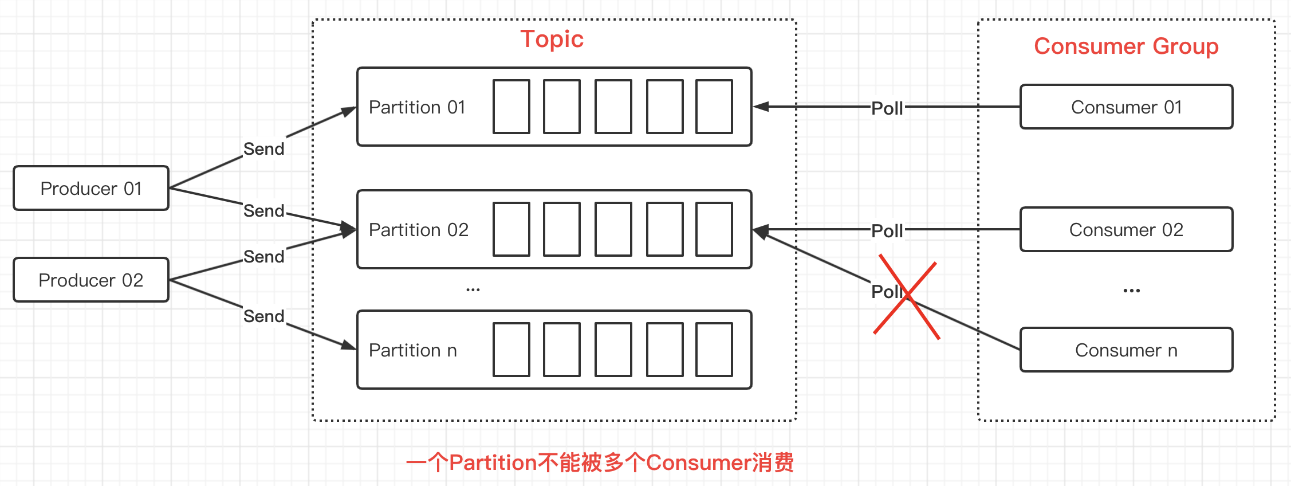 Topic
Consumer Group
Partition 01
Poll
Consumer 01
Send
Producer 01
Send
Partition 02
Poll
Consumer 02
Send
Producer 02
...
Poll
...
Send
Partition n
Consumer n
一个Partition不能被多个Consumer消费